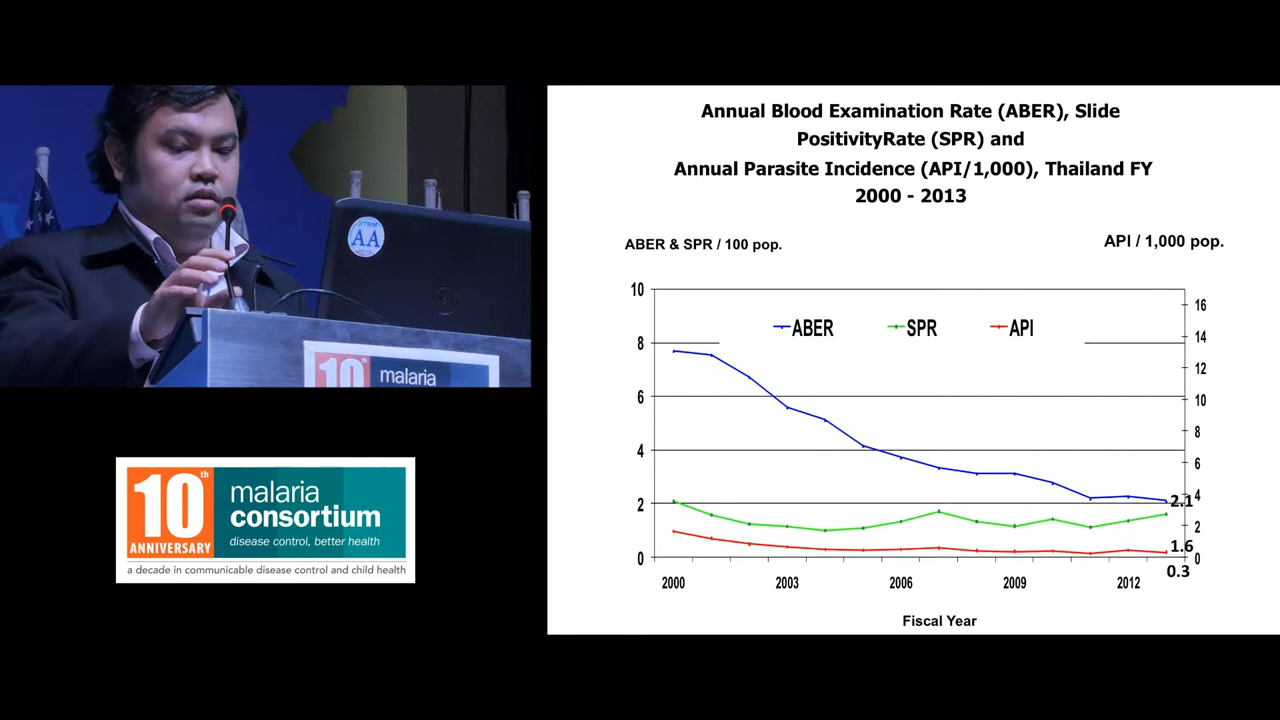 AA
10th
malaria
10th
ANNIVERSARY
malaria
consortium
disease control, better health
a decade in communicable disease control and child health
Annual Blood Examination Rate (ABER), Slide
PositivityRate (SPR) and
Annual Parasite Incidence (API/1,000), Thailand FY
2000 - 2013
ABER & SPR / 100 pop.
API / 1,000 pop.
ABER
SPR
API
10
8
6
4
2
0
16
14
12
10
8
6
4
2
0
2.1
1.6
0.3
2000
2003
2006
2009
2012
Fiscal Year